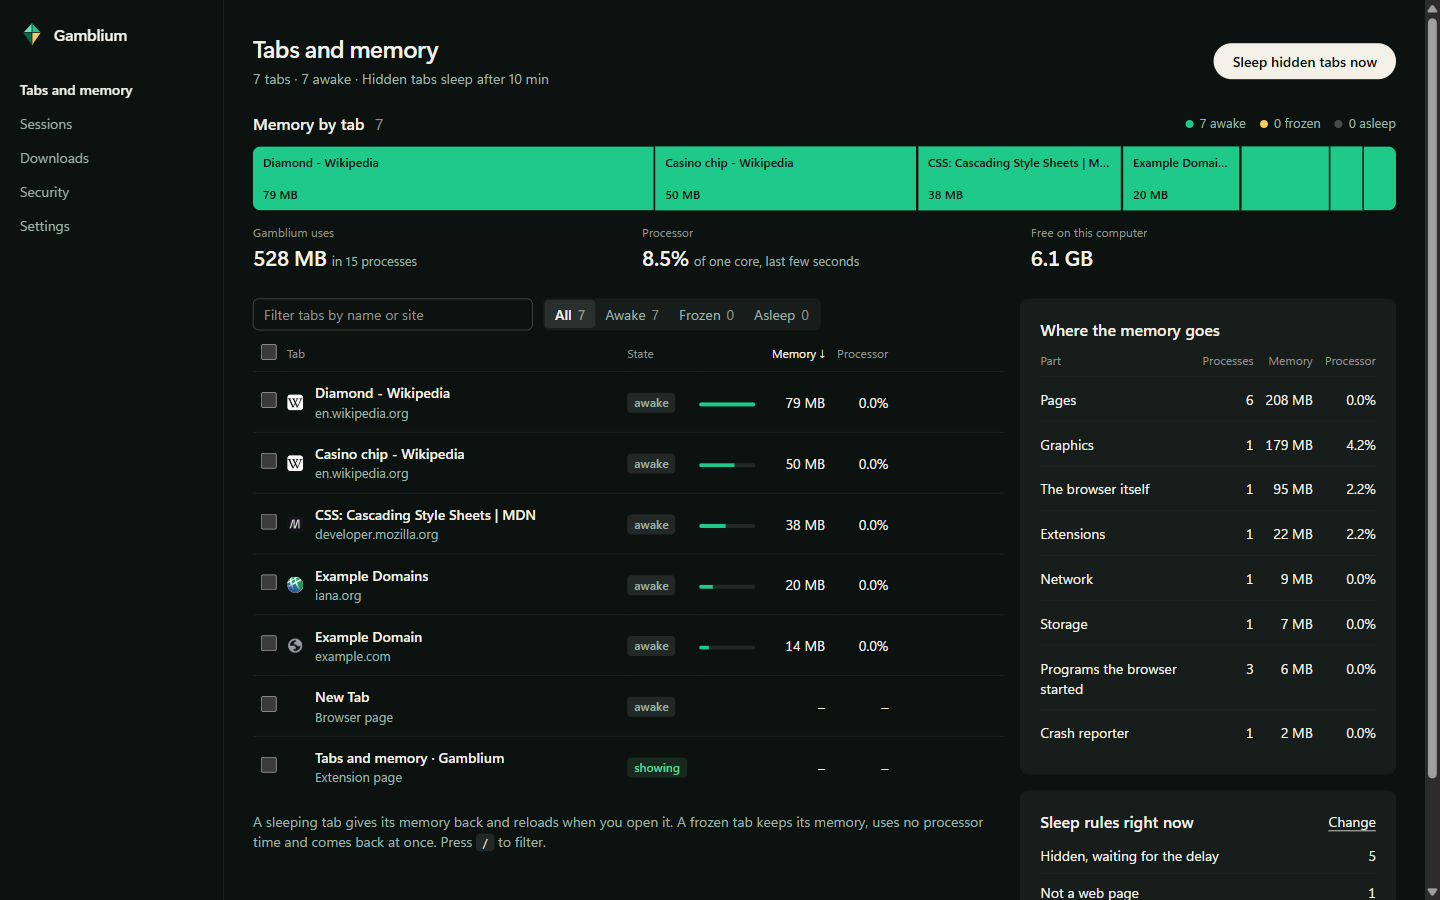 Gamblium
Tabs and memory
Sessions
Downloads
Security
Settings
Tabs and memory
7 tabs · 7 awake · Hidden tabs sleep after 10 min
Sleep hidden tabs now
Memory by tab 7
7 awake 0 frozen 0 asleep
Diamond - Wikipedia
79 MB
Casino chip - Wikipedia
50 MB
CSS: Cascading Style Sheets | M...
38 MB
Example Domai...
20 MB
Gamblium uses
528 MB in 15 processes
Processor
8.5% of one core, last few seconds
Free on this computer
6.1 GB
Filter tabs by name or site
All 7 Awake 7 Frozen 0 Asleep 0
Tab State Memory ↓ Processor
Diamond - Wikipedia
en.wikipedia.org
awake 79 MB 0.0%
Casino chip - Wikipedia
en.wikipedia.org
awake 50 MB 0.0%
CSS: Cascading Style Sheets | MDN
developer.mozilla.org
awake 38 MB 0.0%
Example Domains
iana.org
awake 20 MB 0.0%
Example Domain
example.com
awake 14 MB 0.0%
New Tab
Browser page
awake – –
Tabs and memory · Gamblium
Extension page
showing – –
A sleeping tab gives its memory back and reloads when you open it. A frozen tab keeps its memory, uses no processor
time and comes back at once. Press / to filter.
Where the memory goes
Part Processes Memory Processor
Pages 6 208 MB 0.0%
Graphics 1 179 MB 4.2%
The browser itself 1 95 MB 2.2%
Extensions 1 22 MB 2.2%
Network 1 9 MB 0.0%
Storage 1 7 MB 0.0%
Programs the browser
started 3 6 MB 0.0%
Crash reporter 1 2 MB 0.0%
Sleep rules right now Change
Hidden, waiting for the delay 5
Not a web page 1